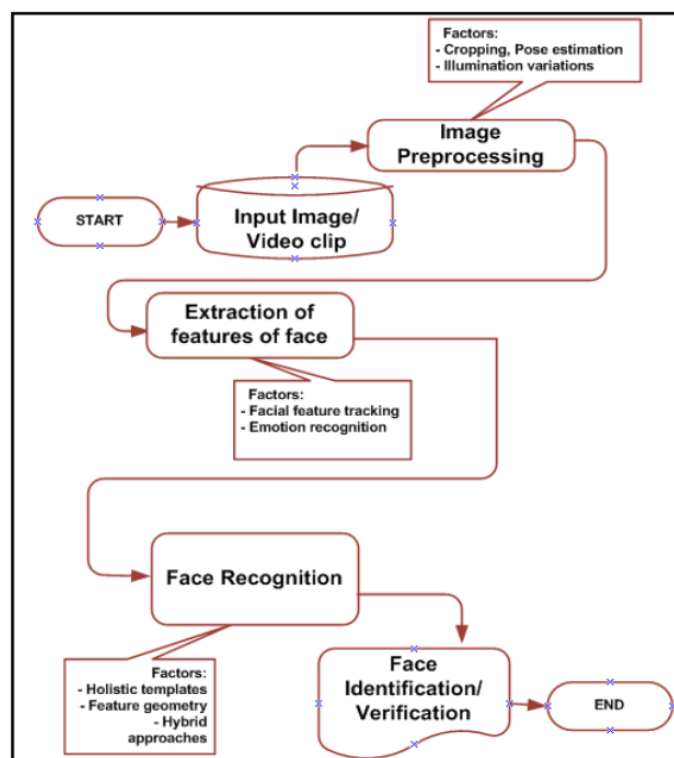 Factors:
- Cropping, Pose estimation
- Illumination variations
Image
Preprocessing
START
Input Image/
Video clip
Extraction of
features of face
Factors:
- Facial feature tracking
- Emotion recognition
Face Recognition
Factors:
- Holistic templates
- Feature geometry
- Hybrid
approaches
Face
Identification/
Verification
END